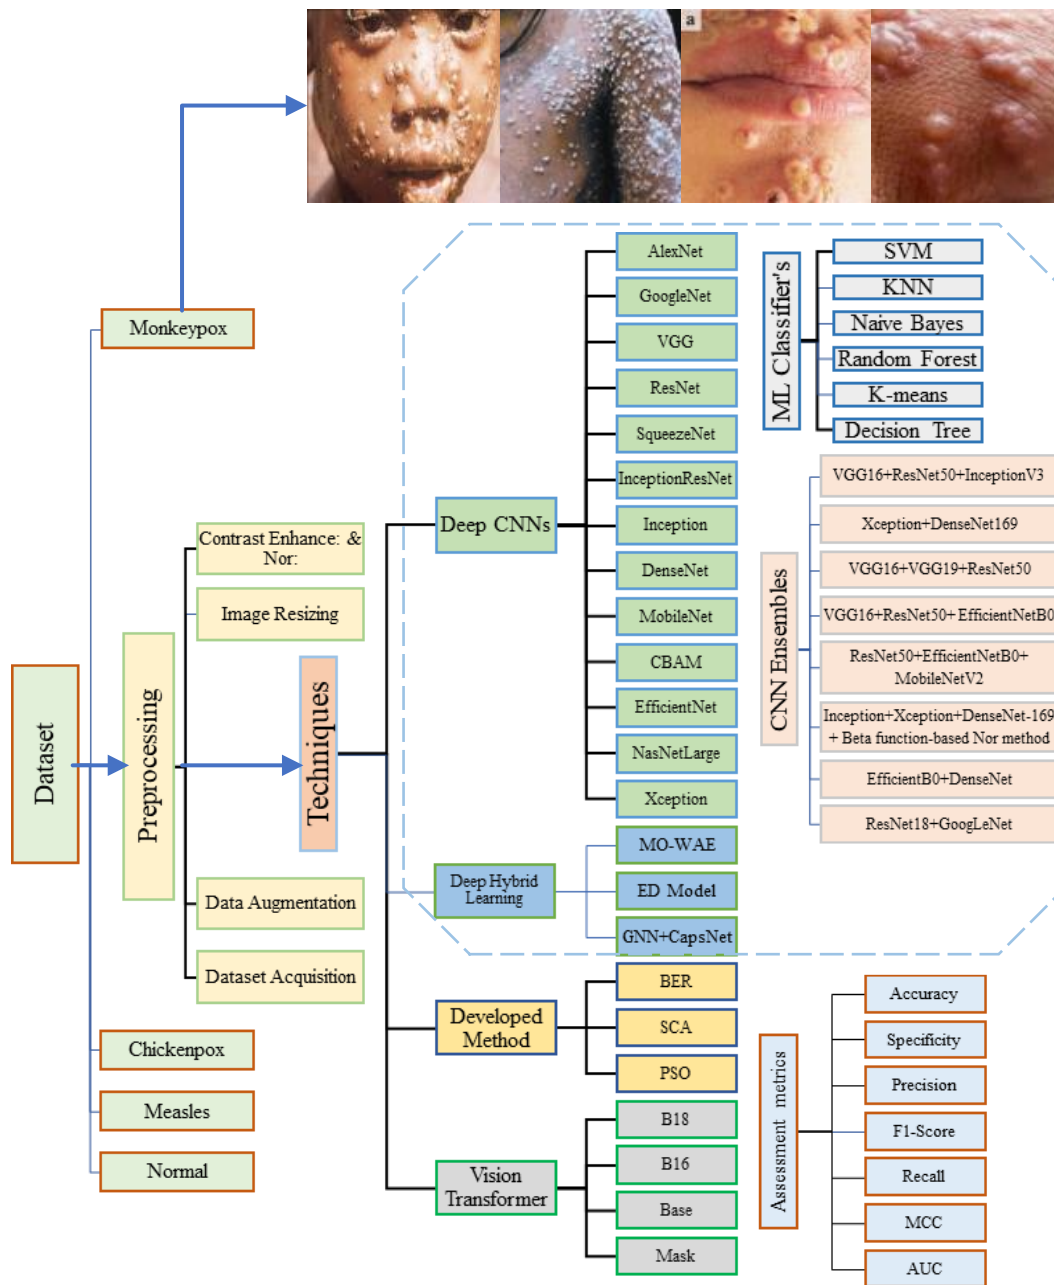 a
Monkeypox
Dataset
Chickenpox
Measles
Normal
Preprocessing
Contrast Enhance: &
Nor:
Image Resizing
Data Augmentation
Dataset Acquisition
Techniques
Deep CNNs
AlexNet
GoogleNet
VGG
ResNet
SqueezeNet
InceptionResNet
Inception
DenseNet
MobileNet
CBAM
EfficientNet
NasNetLarge
Xception
Deep Hybrid
Learning
MO-WAE
ED Model
GNN+CapsNet
Developed
Method
BER
SCA
PSO
Vision
Transformer
B18
B16
Base
Mask
ML Classifier's
SVM
KNN
Naive Bayes
Random Forest
K-means
Decision Tree
CNN Ensembles
VGG16+ResNet50+InceptionV3
Xception+DenseNet169
VGG16+VGG19+ResNet50
VGG16+ResNet50+EfficientNetB0
ResNet50+EfficientNetB0+
MobileNetV2
Inception+Xception+DenseNet-169
+ Beta function-based Nor method
EfficientB0+DenseNet
ResNet18+GoogLeNet
Assessment metrics
Accuracy
Specificity
Precision
F1-Score
Recall
MCC
AUC